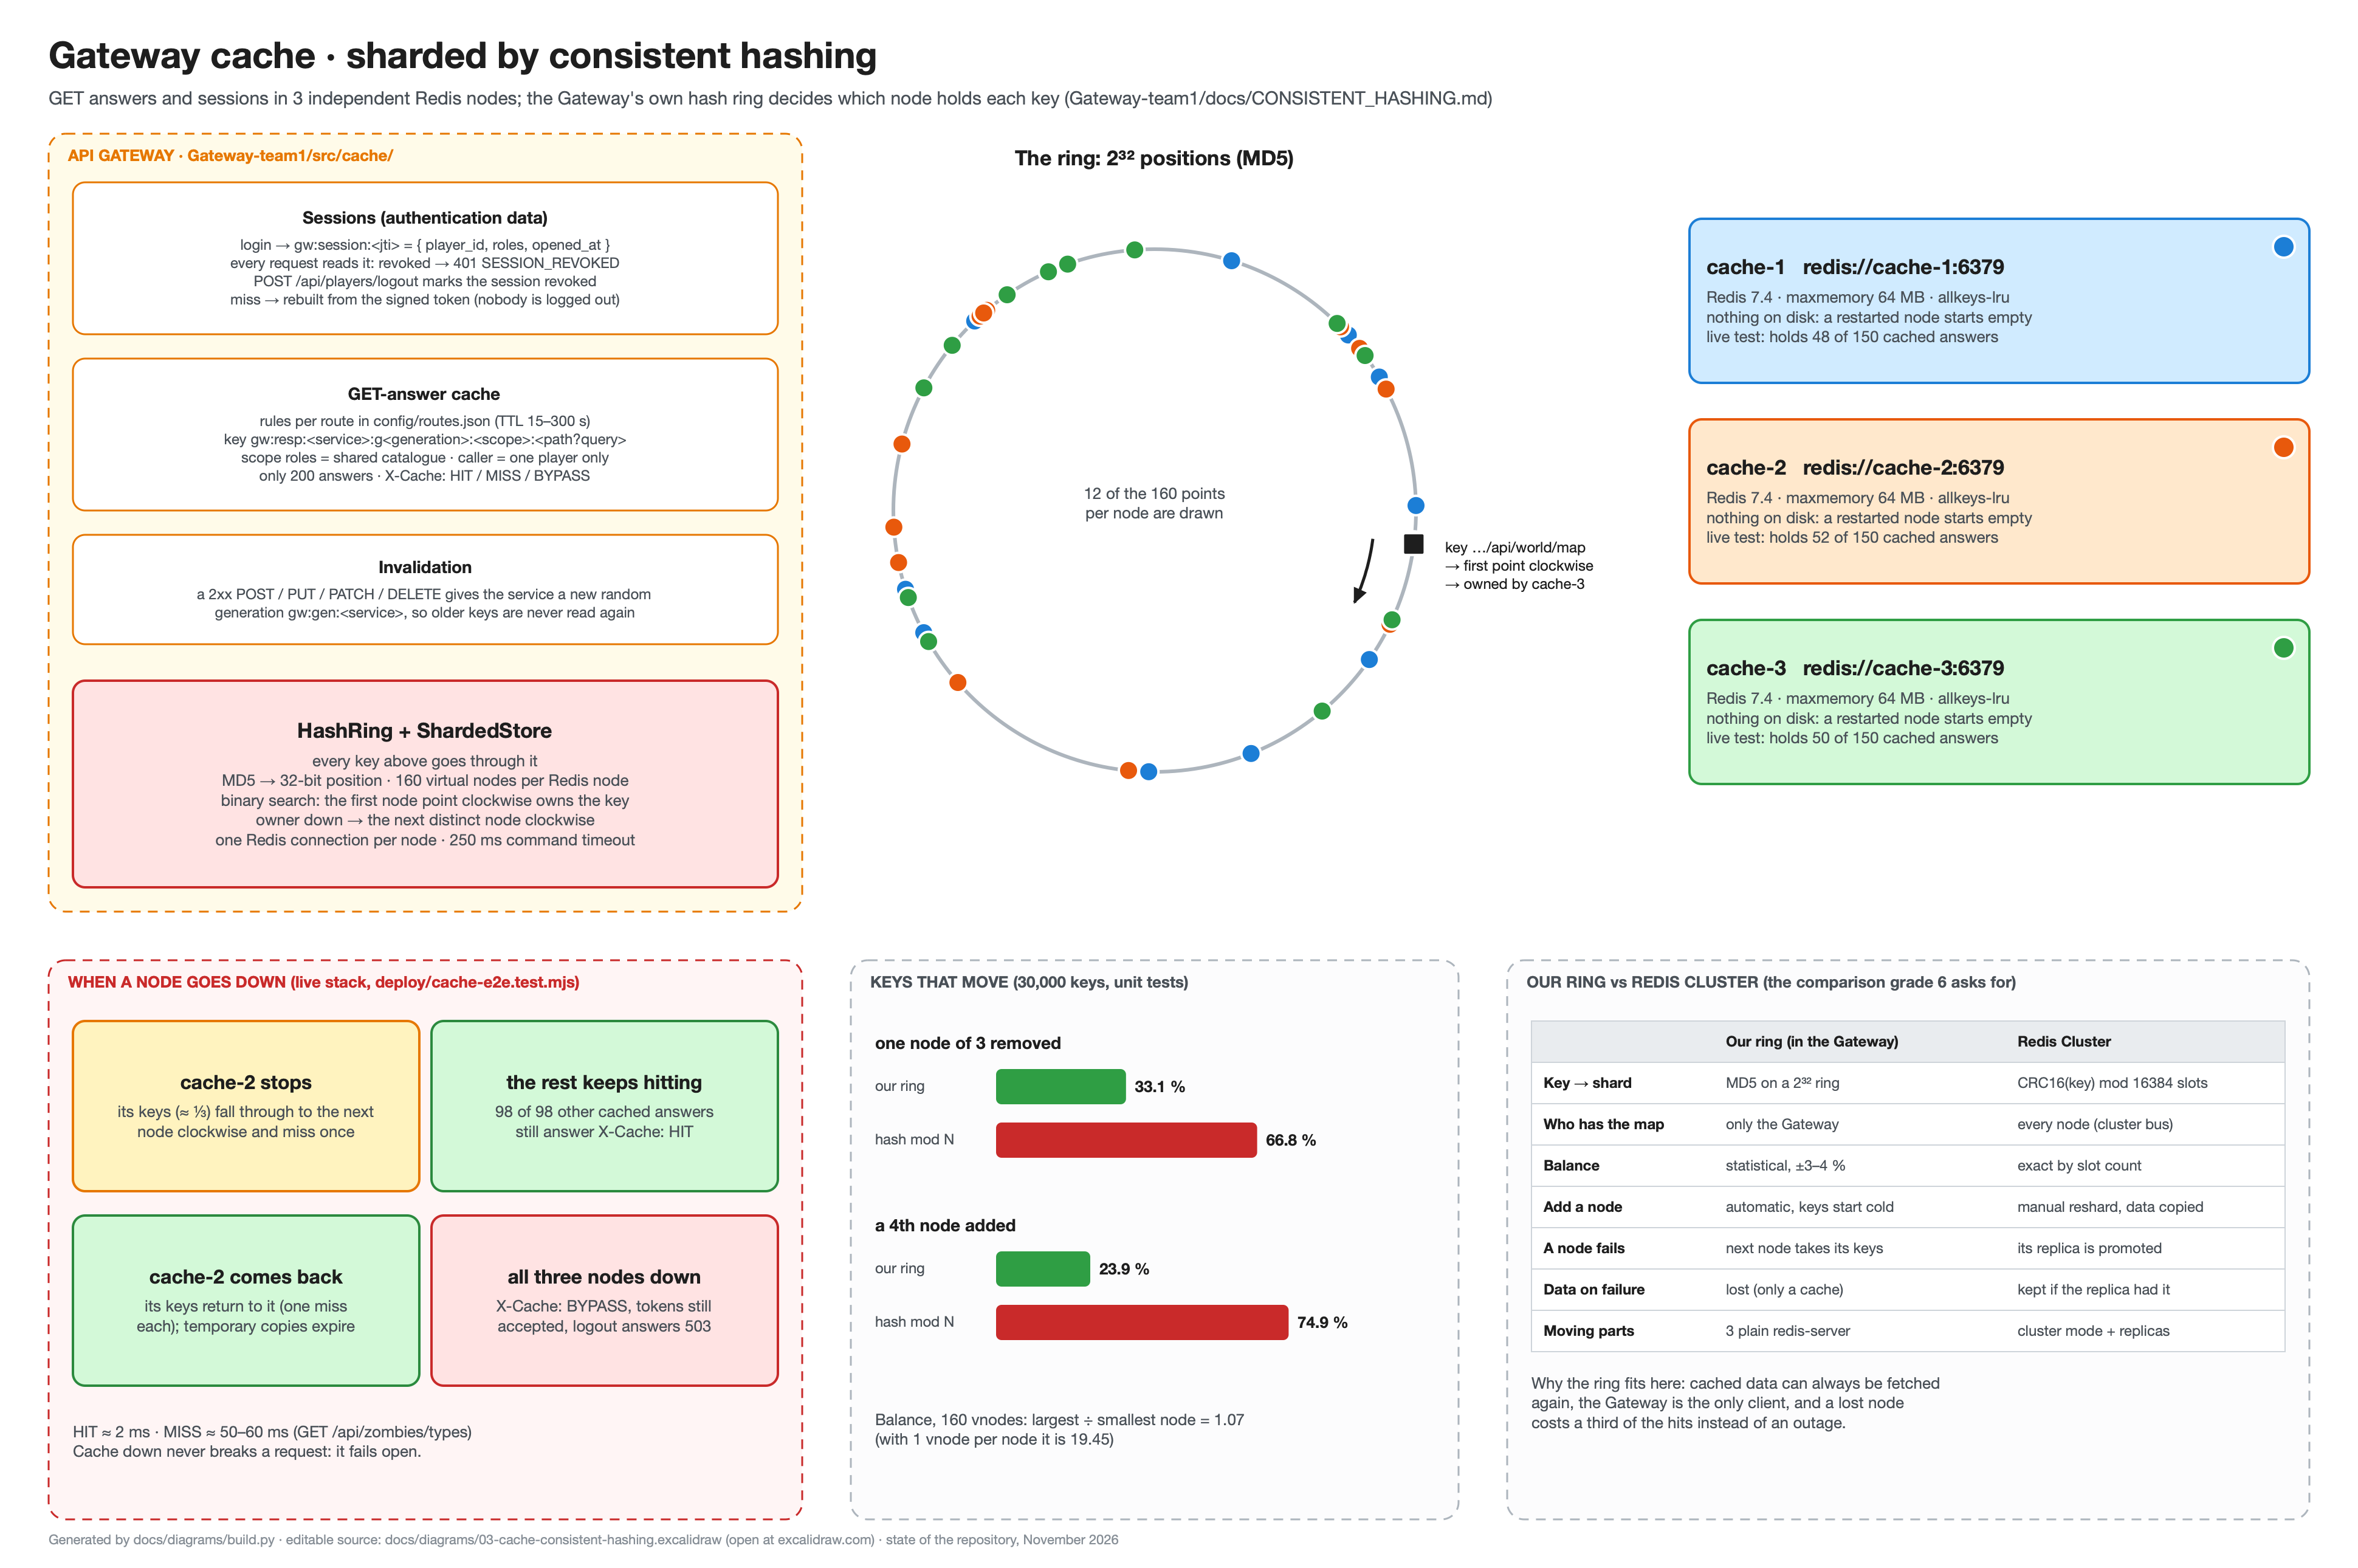 Gateway cache · sharded by consistent hashing
GET answers and sessions in 3 independent Redis nodes; the Gateway's own hash ring decides which node holds each key (Gateway-team1/docs/CONSISTENT_HASHING.md)
API GATEWAY · Gateway-team1/src/cache/
Sessions (authentication data)
login → gw:session:<jti> = { player_id, roles, opened_at }
every request reads it: revoked → 401 SESSION_REVOKED
POST /api/players/logout marks the session revoked
miss → rebuilt from the signed token (nobody is logged out)
GET-answer cache
rules per route in config/routes.json (TTL 15–300 s)
key gw:resp:<service>:g<generation>:<scope>:<path?query>
scope roles = shared catalogue · caller = one player only
only 200 answers · X-Cache: HIT / MISS / BYPASS
Invalidation
a 2xx POST / PUT / PATCH / DELETE gives the service a new random
generation gw:gen:<service>, so older keys are never read again
HashRing + ShardedStore
every key above goes through it
MD5 → 32-bit position · 160 virtual nodes per Redis node
binary search: the first node point clockwise owns the key
owner down → the next distinct node clockwise
one Redis connection per node · 250 ms command timeout
The ring: 2³² positions (MD5)
12 of the 160 points
per node are drawn
key …/api/world/map
→ first point clockwise
→ owned by cache-3
cache-1 redis://cache-1:6379
Redis 7.4 · maxmemory 64 MB · allkeys-lru
nothing on disk: a restarted node starts empty
live test: holds 48 of 150 cached answers
cache-2 redis://cache-2:6379
Redis 7.4 · maxmemory 64 MB · allkeys-lru
nothing on disk: a restarted node starts empty
live test: holds 52 of 150 cached answers
cache-3 redis://cache-3:6379
Redis 7.4 · maxmemory 64 MB · allkeys-lru
nothing on disk: a restarted node starts empty
live test: holds 50 of 150 cached answers
WHEN A NODE GOES DOWN (live stack, deploy/cache-e2e.test.mjs)
cache-2 stops
its keys (≈ ⅓) fall through to the next
node clockwise and miss once
the rest keeps hitting
98 of 98 other cached answers
still answer X-Cache: HIT
cache-2 comes back
its keys return to it (one miss
each); temporary copies expire
all three nodes down
X-Cache: BYPASS, tokens still
accepted, logout answers 503
HIT ≈ 2 ms · MISS ≈ 50–60 ms (GET /api/zombies/types)
Cache down never breaks a request: it fails open.
KEYS THAT MOVE (30,000 keys, unit tests)
one node of 3 removed
our ring 33.1 %
hash mod N 66.8 %
a 4th node added
our ring 23.9 %
hash mod N 74.9 %
Balance, 160 vnodes: largest ÷ smallest node = 1.07
(with 1 vnode per node it is 19.45)
OUR RING vs REDIS CLUSTER (the comparison grade 6 asks for)
Our ring (in the Gateway) Redis Cluster
Key → shard MD5 on a 2³² ring CRC16(key) mod 16384 slots
Who has the map only the Gateway every node (cluster bus)
Balance statistical, ±3–4 % exact by slot count
Add a node automatic, keys start cold manual reshard, data copied
A node fails next node takes its keys its replica is promoted
Data on failure lost (only a cache) kept if the replica had it
Moving parts 3 plain redis-server cluster mode + replicas
Why the ring fits here: cached data can always be fetched
again, the Gateway is the only client, and a lost node
costs a third of the hits instead of an outage.
Generated by docs/diagrams/build.py · editable source: docs/diagrams/03-cache-consistent-hashing.excalidraw (open at excalidraw.com) · state of the repository, November 2026